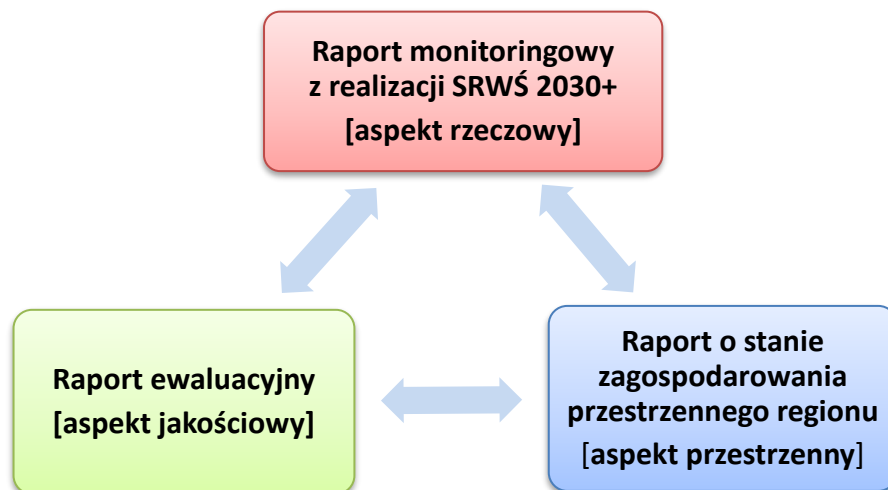 Raport monitoringowy
z realizacji SRWŚ 2030+
[aspekt rzeczowy]
Raport ewaluacyjny
[aspekt jakościowy]
Raport o stanie
zagospodarowania
przestrzennego regionu
[aspekt przestrzenny]